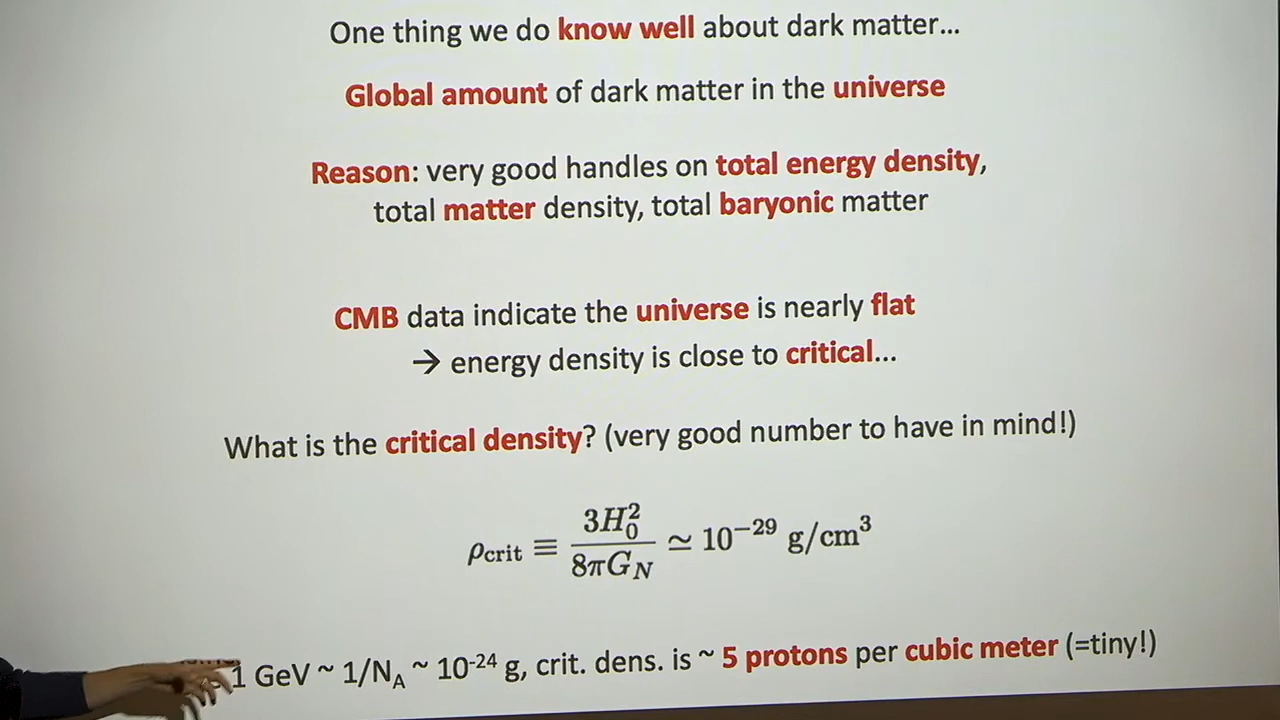 One thing we do know well about dark matter...
Global amount of dark matter in the universe
Reason: very good handles on total energy density,
total matter density, total baryonic matter
CMB data indicate the universe is nearly flat
→ energy density is close to critical...
What is the critical density? (very good number to have in mind!)
ρcrit ≡ 3H₀²/8πG_N ≃ 10⁻²⁹ g/cm³
1 GeV ~ 1/N_A ~ 10⁻²⁴ g, crit. dens. is ~ 5 protons per cubic meter (=tiny!)